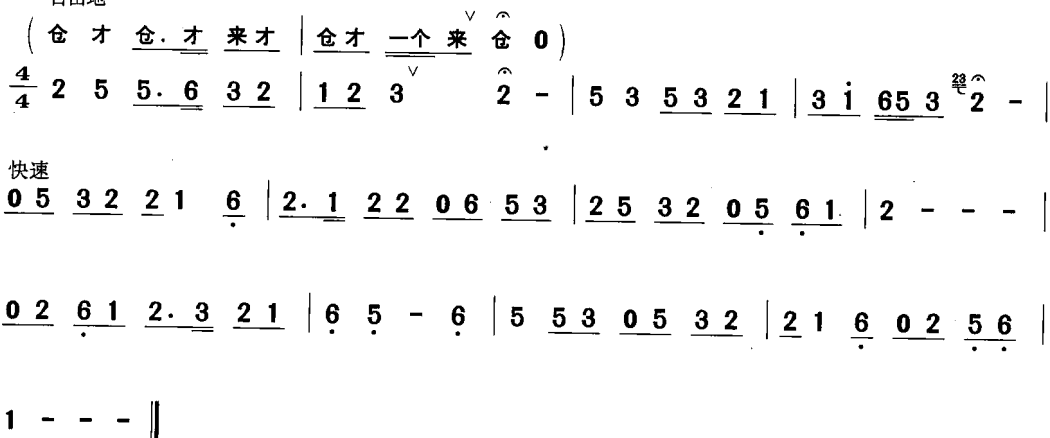 ( 仓 才 仓. 才 来才 | 仓才 一个 来 仓 0 )
4/4 2 5 5. 6 3 2 | 1 2 3 2 - | 5 3 5 3 2 1 | 3 i 65 3 23 2 - |
快速
0 5 3 2 2 1 6 | 2. 1 2 2 0 6 5 3 | 2 5 3 2 0 5 6 1 | 2 - - - |
0 2 6 1 2. 3 2 1 | 6 5 - 6 | 5 5 3 0 5 3 2 | 2 1 6 0 2 5 6 |
1 - - - ‖